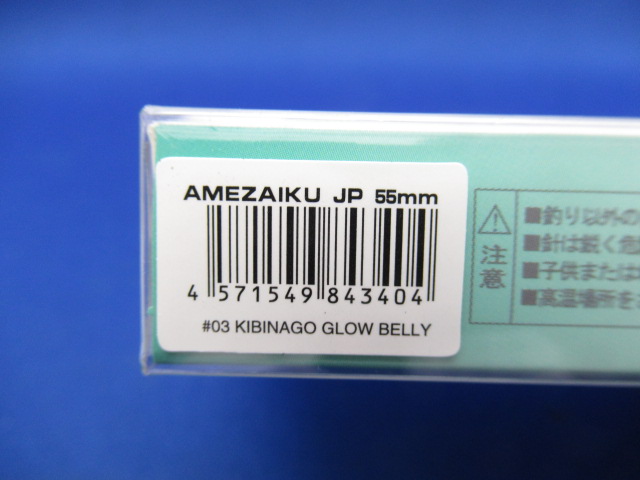 AMEZAIKU JP 55mm
4 571549 843404
#03 KIBINAGO GLOW BELLY
⚠注意
■釣り以外の
■針は鋭く危
■子供または
■高温場所を